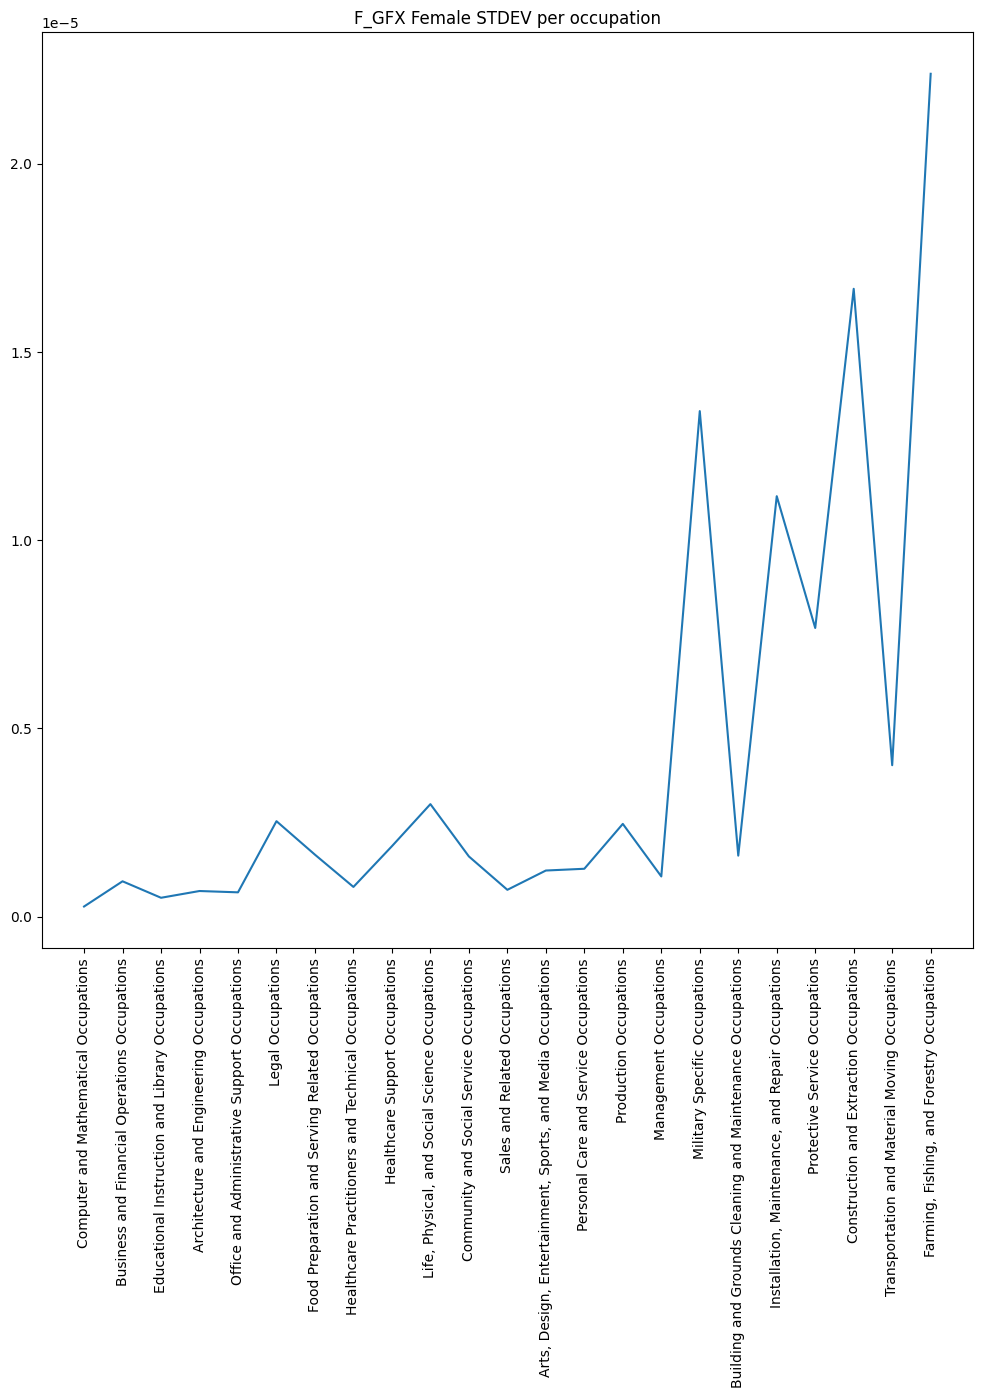 F_GFX Female STDEV per occupation
1e−5
2.0
1.5
1.0
0.5
0.0
Computer and Mathematical Occupations
Business and Financial Operations Occupations
Educational Instruction and Library Occupations
Architecture and Engineering Occupations
Office and Administrative Support Occupations
Legal Occupations
Food Preparation and Serving Related Occupations
Healthcare Practitioners and Technical Occupations
Healthcare Support Occupations
Life, Physical, and Social Science Occupations
Community and Social Service Occupations
Sales and Related Occupations
Arts, Design, Entertainment, Sports, and Media Occupations
Personal Care and Service Occupations
Production Occupations
Management Occupations
Military Specific Occupations
Building and Grounds Cleaning and Maintenance Occupations
Installation, Maintenance, and Repair Occupations
Protective Service Occupations
Construction and Extraction Occupations
Transportation and Material Moving Occupations
Farming, Fishing, and Forestry Occupations